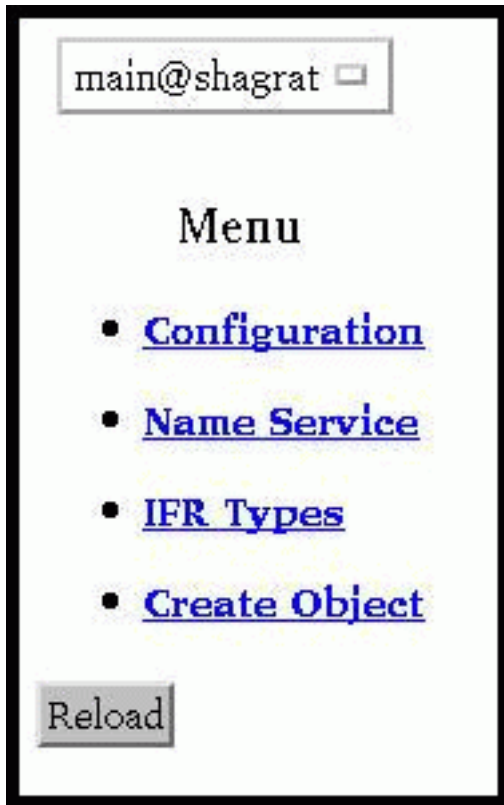 main@shagrat
Menu
Configuration
Name Service
IFR Types
Create Object
Reload